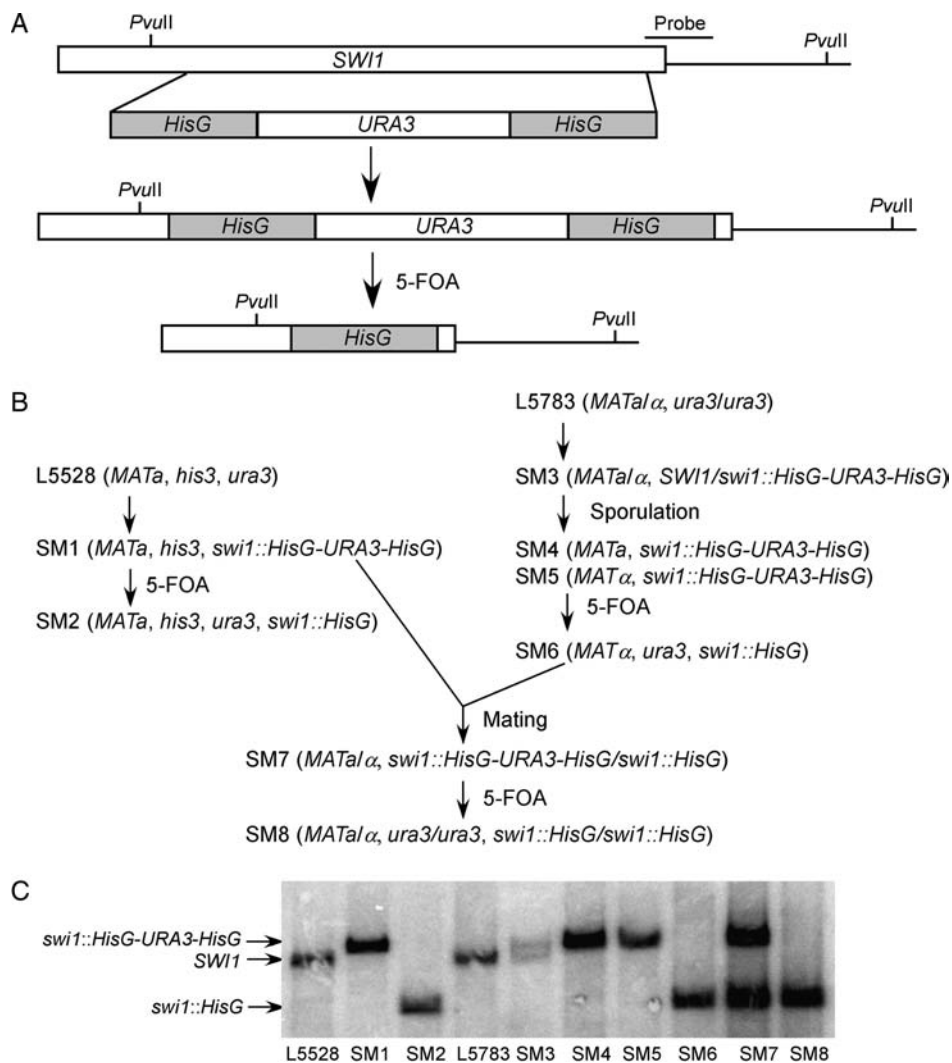 A
PvuII
Probe
PvuII
SWI1
HisG URA3 HisG
PvuII
PvuII
HisG URA3 HisG
5-FOA
PvuII
PvuII
HisG
B
L5783 (MATa/α, ura3/ura3)
L5528 (MATa, his3, ura3)
SM3 (MATa/α, SWI1/swi1::HisG-URA3-HisG)
Sporulation
SM1 (MATa, his3, swi1::HisG-URA3-HisG)
SM4 (MATa, swi1::HisG-URA3-HisG)
SM5 (MATα, swi1::HisG-URA3-HisG)
5-FOA
5-FOA
SM2 (MATa, his3, ura3, swi1::HisG)
SM6 (MATα, ura3, swi1::HisG)
Mating
SM7 (MATa/α, swi1::HisG-URA3-HisG/swi1::HisG)
5-FOA
SM8 (MATa/α, ura3/ura3, swi1::HisG/swi1::HisG)
C
swi1::HisG-URA3-HisG
SWI1
swi1::HisG
L5528 SM1 SM2 L5783 SM3 SM4 SM5 SM6 SM7 SM8